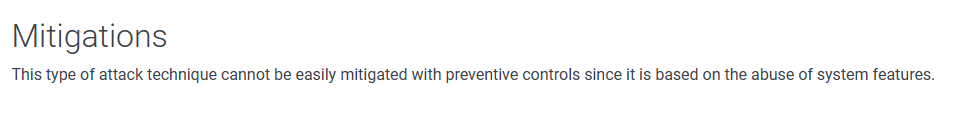 Mitigations
This type of attack technique cannot be easily mitigated with preventive controls since it is based on the abuse of system features.